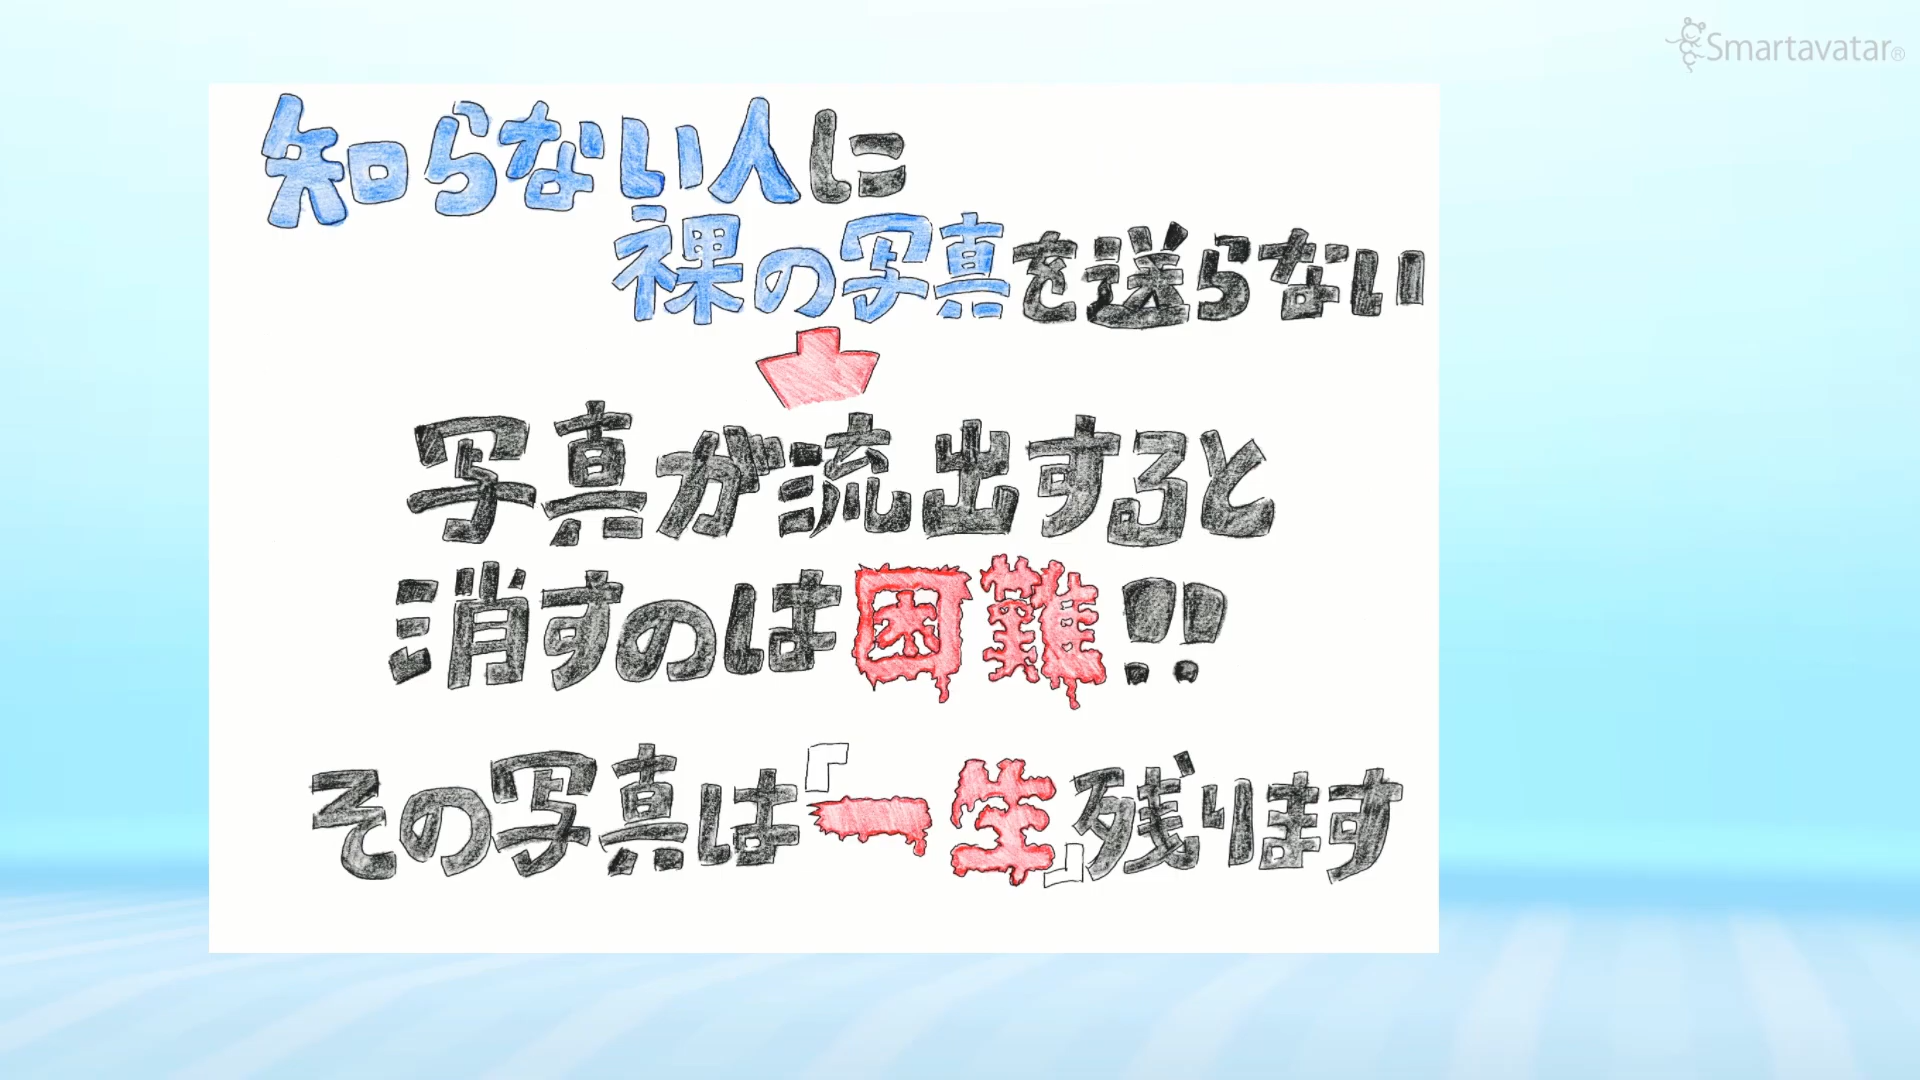 Smartavatar®
知らない人に
裸の写真を送らない
写真が流出すると
消すのは困難!!
その写真は『一生』残ります